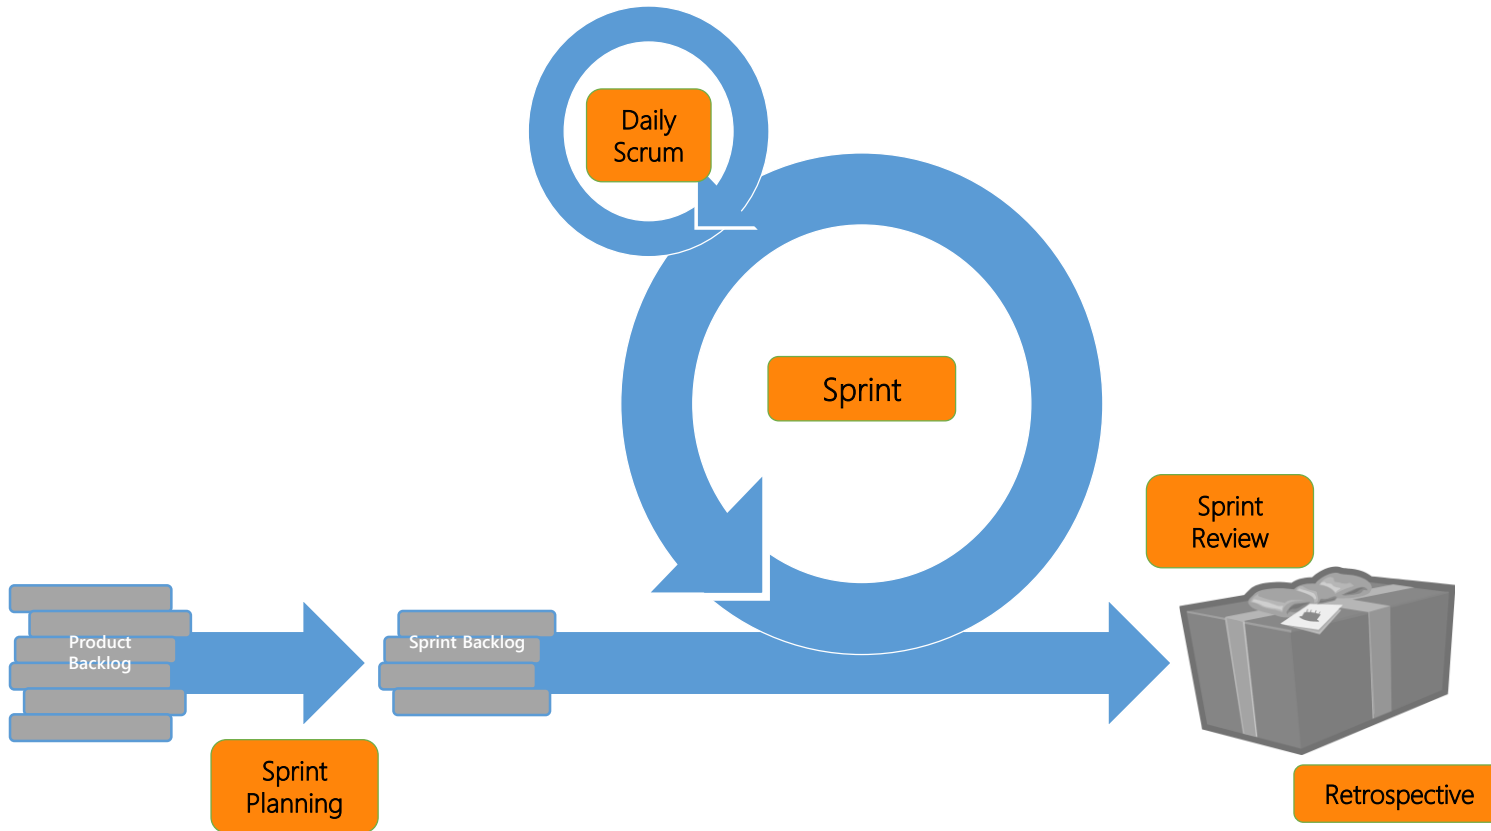 Daily
Scrum
Sprint
Sprint
Review
Product
Backlog
Sprint Backlog
Sprint
Planning
Retrospective